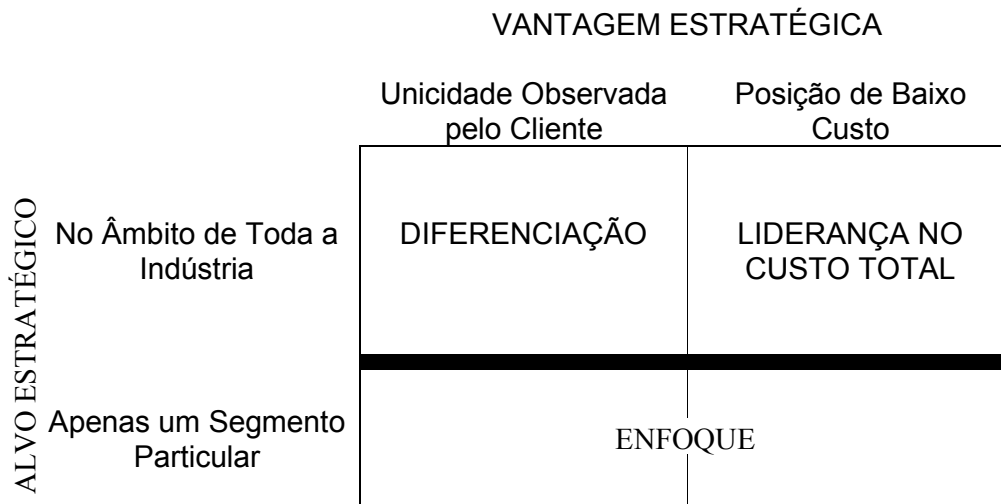 VANTAGEM ESTRATÉGICA
Unicidade Observada
pelo Cliente
Posição de Baixo
Custo
ALVO ESTRATÉGICO
No Âmbito de Toda a
Indústria
DIFERENCIAÇÃO
LIDERANÇA NO
CUSTO TOTAL
Apenas um Segmento
Particular
ENFOQUE